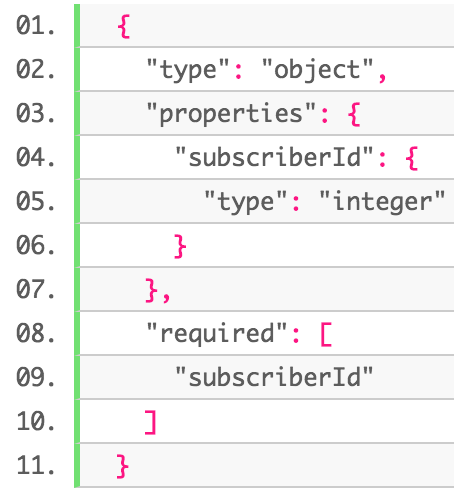 01. {
02. "type": "object",
03. "properties": {
04. "subscriberId": {
05. "type": "integer"
06. }
07. },
08. "required": [
09. "subscriberId"
10. ]
11. }